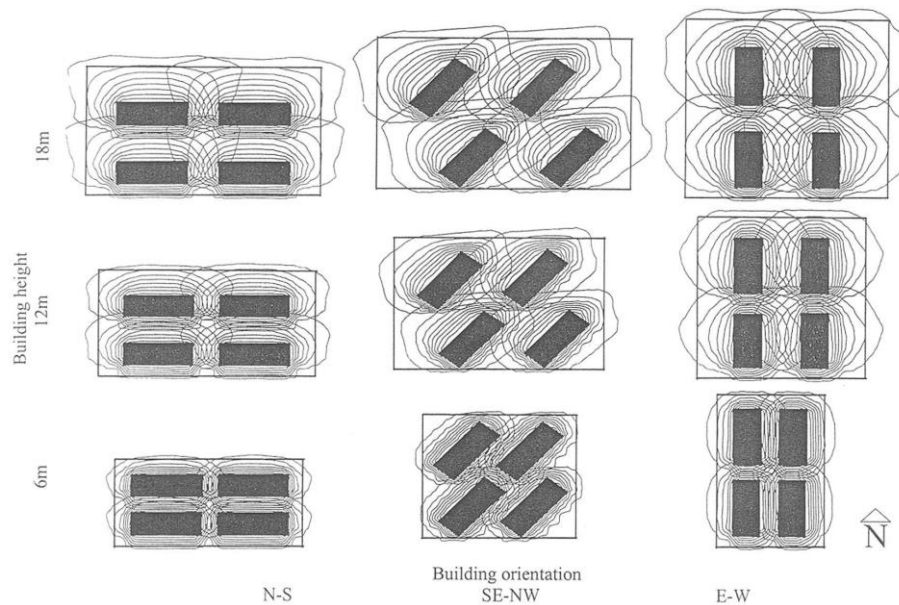 18m
12m
Building height
6m
N
Building orientation
N-S
SE-NW
E-W